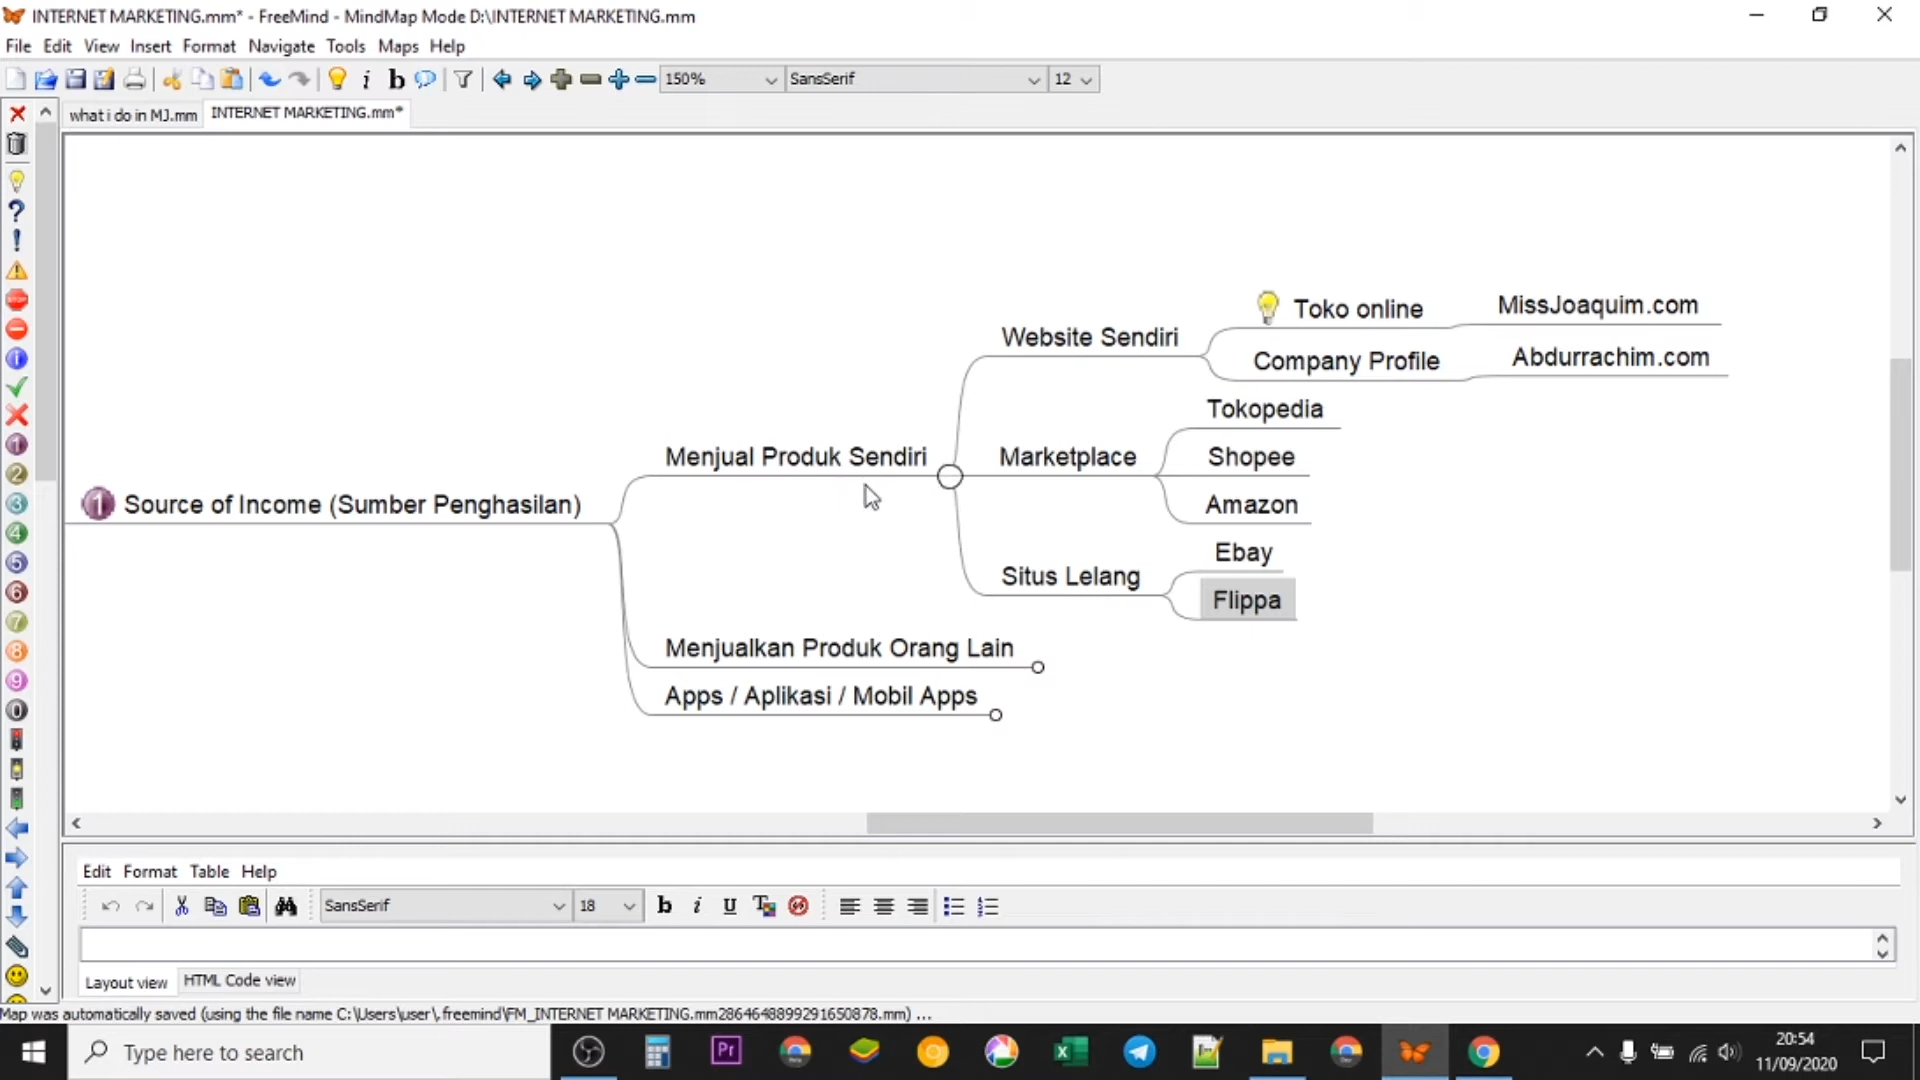 INTERNET MARKETING.mm* - FreeMind - MindMap Mode D:\INTERNET MARKETING.mm
File Edit View Insert Format Navigate Tools Maps Help
150% SansSerif 12
what i do in MJ.mm INTERNET MARKETING.mm*
Toko online MissJoaquim.com
Website Sendiri
Company Profile Abdurrachim.com
Tokopedia
Menjual Produk Sendiri Marketplace Shopee
Source of Income (Sumber Penghasilan) Amazon
Ebay
Situs Lelang
Flippa
Menjualkan Produk Orang Lain
Apps / Aplikasi / Mobil Apps
Edit Format Table Help
SansSerif 18 b i U
Layout view HTML Code view
Map was automatically saved (using the file name C:\Users\user\.freemind\FM_INTERNET MARKETING.mm2864648899291650878.mm) ...
Type here to search
Pr
20:54
11/09/2020